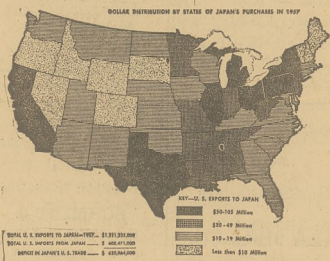 DOLLAR DISTRIBUTION BY STATES OF JAPAN'S PURCHASES IN 1957
KEY—U. S. EXPORTS TO JAPAN
$50-105 Million
$20-49 Million
$10-19 Million
Less than $10 Million
TOTAL U. S. EXPORTS TO JAPAN—1957
TOTAL U. S. IMPORTS FROM JAPAN
DEFICIT IN JAPAN'S U. S. TRADE